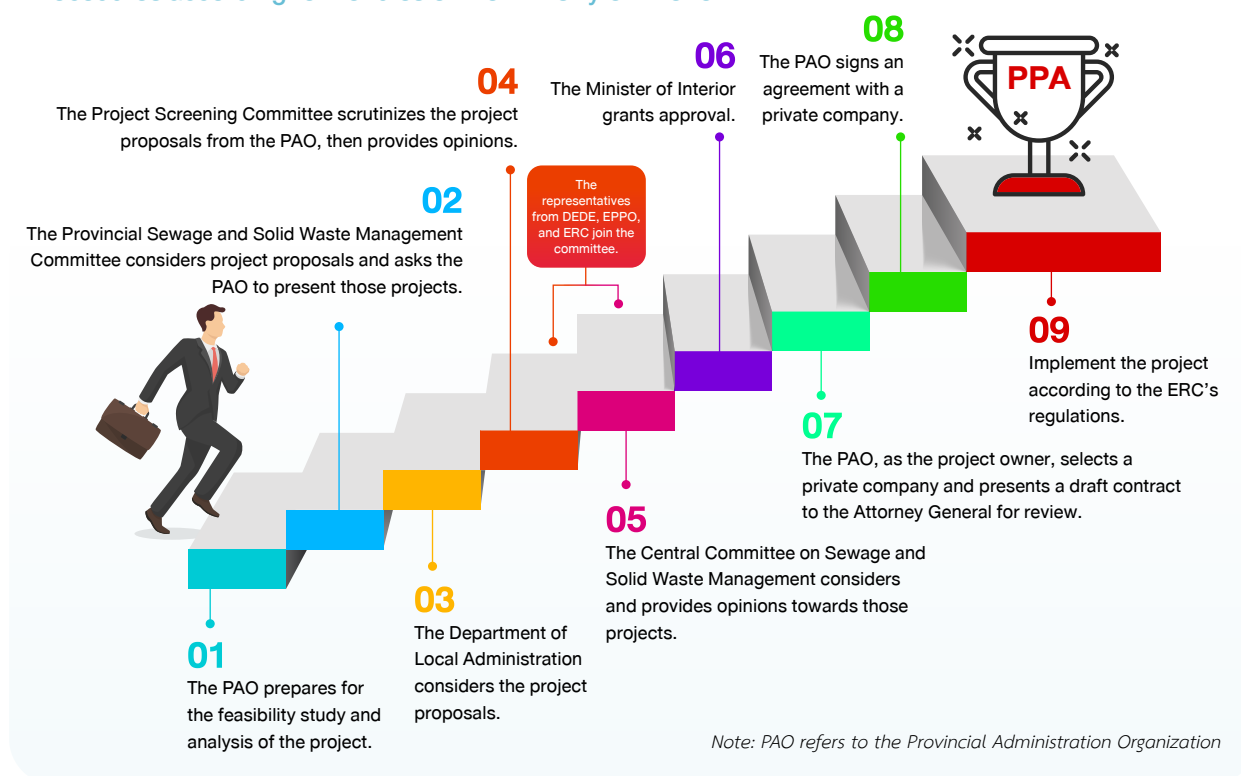 01
The PAO prepares for
the feasibility study and
analysis of the project.
02
The Provincial Sewage and Solid Waste Management
Committee considers project proposals and asks the
PAO to present those projects.
03
The Department of
Local Administration
considers the project
proposals.
04
The Project Screening Committee scrutinizes the project
proposals from the PAO, then provides opinions.
The
representatives
from DEDE, EPPO,
and ERC join the
committee.
05
The Central Committee on Sewage and
Solid Waste Management considers
and provides opinions towards those
projects.
06
The Minister of Interior
grants approval.
07
The PAO, as the project owner, selects a
private company and presents a draft contract
to the Attorney General for review.
08
The PAO signs an
agreement with a
private company.
PPA
09
Implement the project
according to the ERC's
regulations.
Note: PAO refers to the Provincial Administration Organization